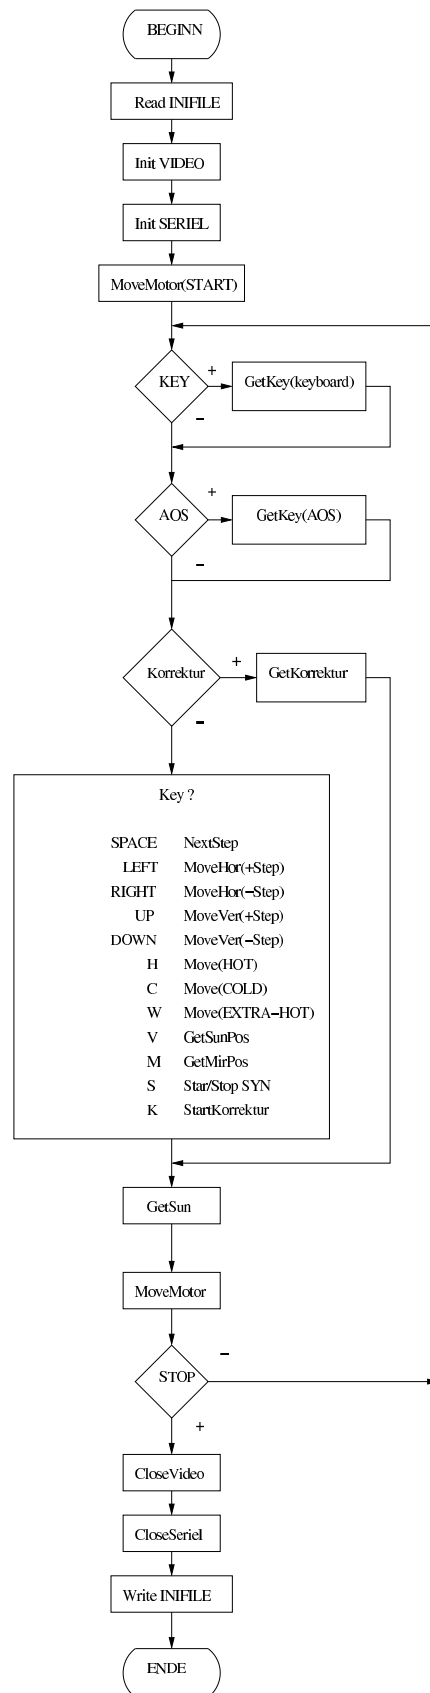 BEGINN
Read INIFILE
Init VIDEO
Init SERIEL
MoveMotor(START)
KEY
+
GetKey(keyboard)
−
AOS
+
GetKey(AOS)
−
Korrektur
+
GetKorrektur
−
Key ?
SPACE NextStep
LEFT MoveHor(+Step)
RIGHT MoveHor(−Step)
UP MoveVer(+Step)
DOWN MoveVer(−Step)
H Move(HOT)
C Move(COLD)
W Move(EXTRA−HOT)
V GetSunPos
M GetMirPos
S Star/Stop SYN
K StartKorrektur
GetSun
MoveMotor
STOP
−
+
CloseVideo
CloseSeriel
Write INIFILE
ENDE